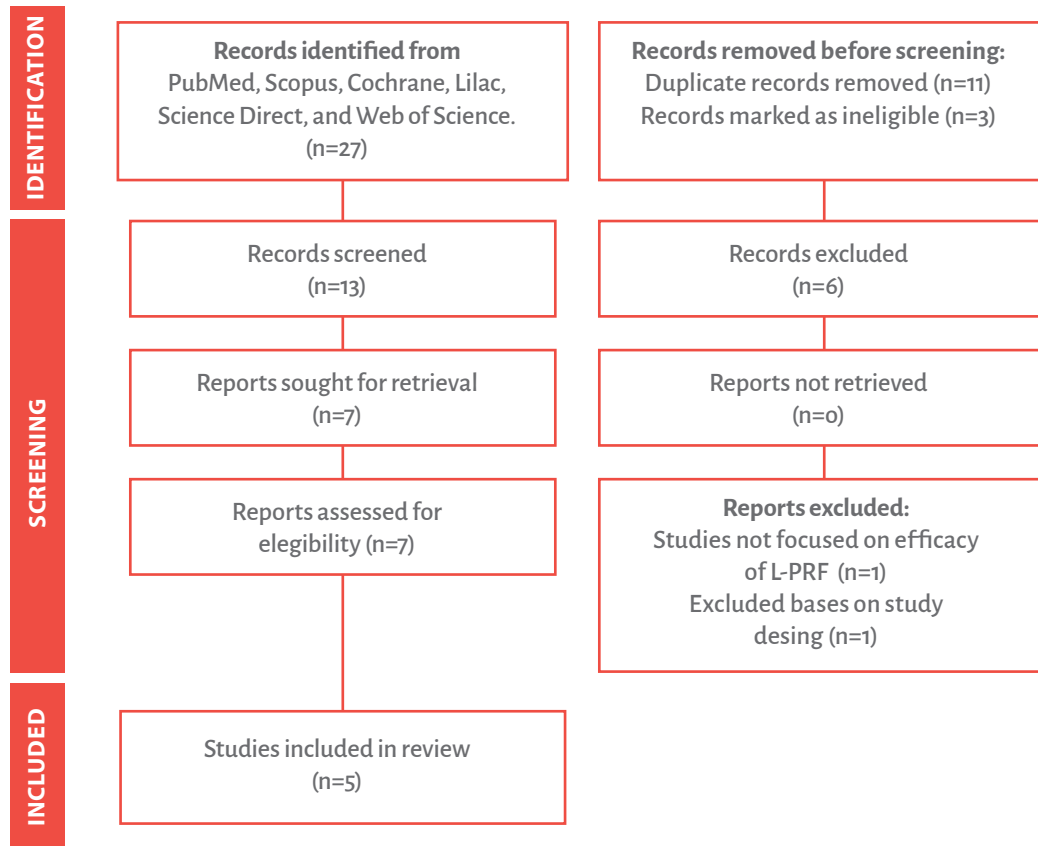 IDENTIFICATION
Records identified from
PubMed, Scopus, Cochrane, Lilac,
Science Direct, and Web of Science.
(n=27)
Records removed before screening:
Duplicate records removed (n=11)
Records marked as ineligible (n=3)
SCREENING
Records screened
(n=13)
Records excluded
(n=6)
Reports sought for retrieval
(n=7)
Reports not retrieved
(n=0)
Reports assessed for
elegibility (n=7)
Reports excluded:
Studies not focused on efficacy
of L-PRF (n=1)
Excluded bases on study
desing (n=1)
INCLUDED
Studies included in review
(n=5)